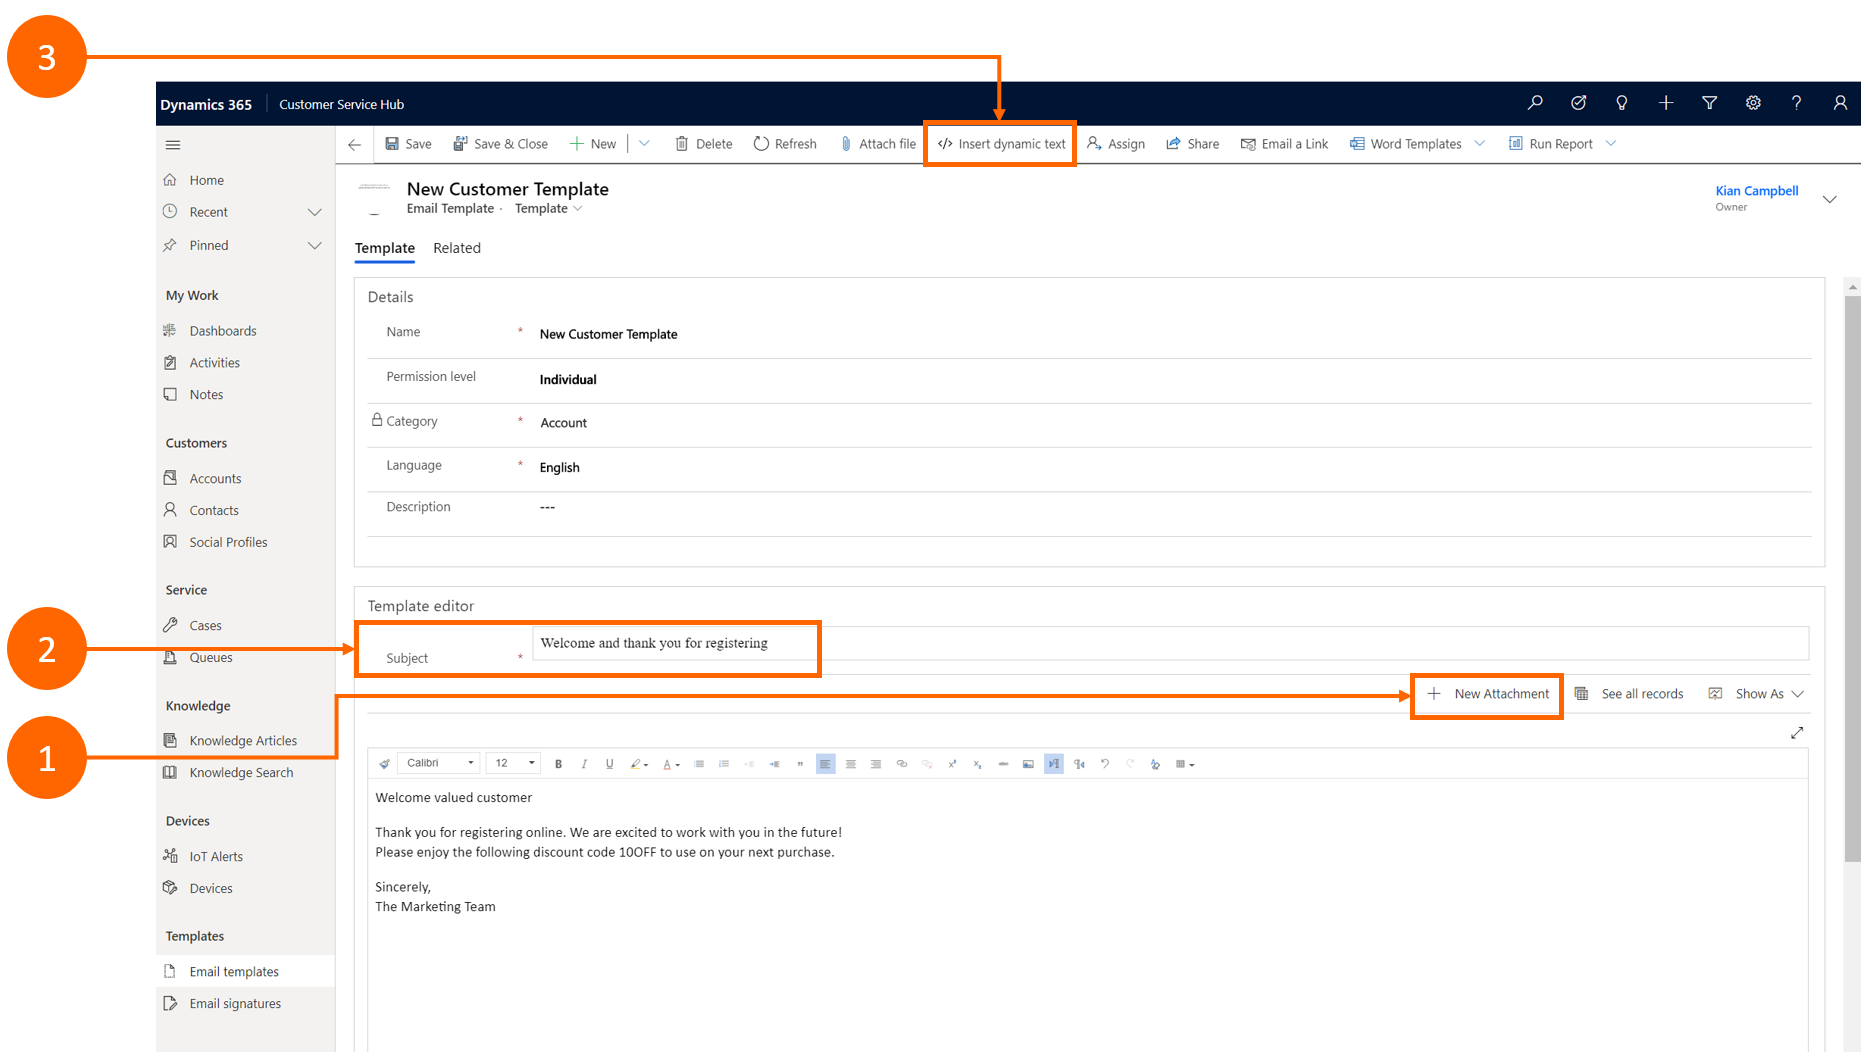 3
Dynamics 365 Customer Service Hub
Save Save & Close New Delete Refresh Attach file Insert dynamic text Assign Share Email a Link Word Templates Run Report
Home
Recent
Pinned
My Work
Dashboards
Activities
Notes
Customers
Accounts
Contacts
Social Profiles
Service
Cases
Queues
Knowledge
Knowledge Articles
Knowledge Search
Devices
IoT Alerts
Devices
Templates
Email templates
Email signatures
2
1
New Customer Template
Email Template · Template
Kian Campbell
Owner
Template Related
Details
Name * New Customer Template
Permission level Individual
Category * Account
Language * English
Description ---
Template editor
Subject * Welcome and thank you for registering
New Attachment See all records Show As
Calibri 12 B I U A
Welcome valued customer
Thank you for registering online. We are excited to work with you in the future!
Please enjoy the following discount code 10OFF to use on your next purchase.
Sincerely,
The Marketing Team